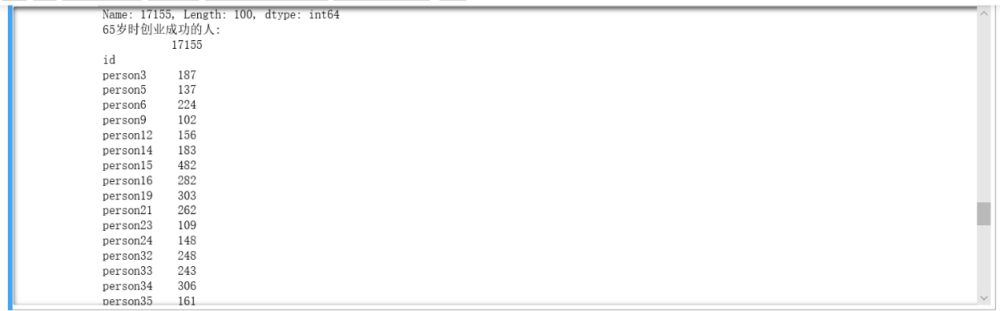 Name: 17155, Length: 100, dtype: int64
65岁时创业成功的人:
17155
id
person3 187
person5 137
person6 224
person9 102
person12 156
person14 183
person15 482
person16 282
person19 303
person21 262
person23 109
person24 148
person32 248
person33 243
person34 306
person35 161